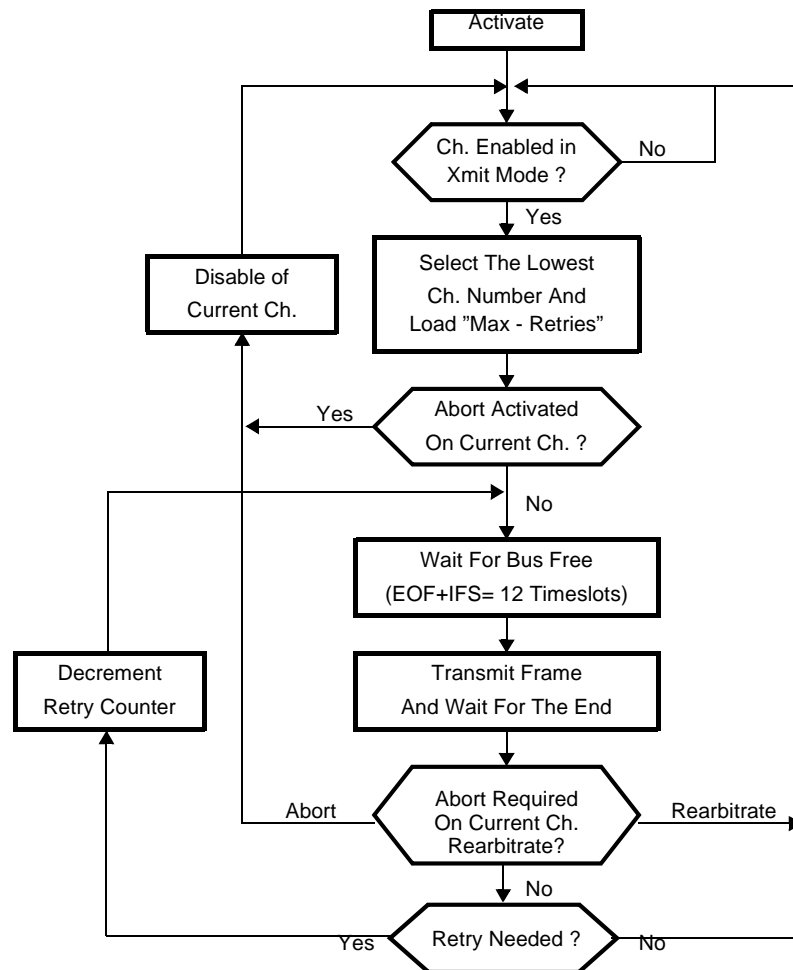 Activate
Ch. Enabled in
Xmit Mode ?
No
Yes
Select The Lowest
Ch. Number And
Load ”Max - Retries”
Disable of
Current Ch.
Yes
Abort Activated
On Current Ch. ?
No
Wait For Bus Free
(EOF+IFS= 12 Timeslots)
Decrement
Retry Counter
Transmit Frame
And Wait For The End
Abort
Abort Required
On Current Ch.
Rearbitrate?
Rearbitrate
No
Yes
Retry Needed ?
No